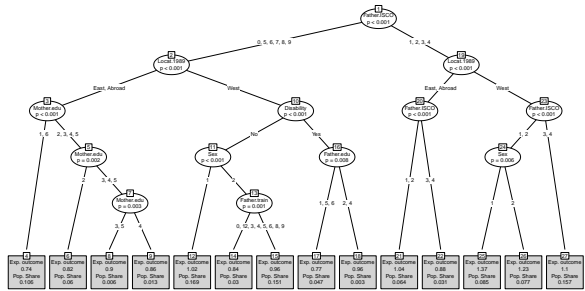 1
Father.ISCO
p < 0.001
0, 5, 6, 7, 8, 9
1, 2, 3, 4
2
Locat.1989
p < 0.001
19
Locat.1989
p < 0.001
East, Abroad
West
East, Abroad
West
3
Mother.edu
p < 0.001
10
Disability
p < 0.001
20
Father.ISCO
p < 0.001
23
Father.ISCO
p < 0.001
1, 6
2, 3, 4, 5
No
Yes
1, 2
3, 4
1, 2
3, 4
5
Mother.edu
p = 0.002
11
Sex
p < 0.001
16
Father.edu
p = 0.008
24
Sex
p = 0.006
2
3, 4, 5
1
2
1, 5, 6
2, 4
1
2
7
Mother.edu
p = 0.003
13
Father.train
p = 0.001
3, 5
4
0, 12
3, 4, 5, 6, 8, 9
4
Exp. outcome
0.74
Pop. Share
0.106
6
Exp. outcome
0.82
Pop. Share
0.06
8
Exp. outcome
0.9
Pop. Share
0.006
9
Exp. outcome
0.86
Pop. Share
0.013
12
Exp. outcome
1.02
Pop. Share
0.169
14
Exp. outcome
0.84
Pop. Share
0.03
15
Exp. outcome
0.96
Pop. Share
0.151
17
Exp. outcome
0.77
Pop. Share
0.047
18
Exp. outcome
0.96
Pop. Share
0.003
21
Exp. outcome
1.04
Pop. Share
0.064
22
Exp. outcome
0.88
Pop. Share
0.031
25
Exp. outcome
1.37
Pop. Share
0.085
26
Exp. outcome
1.23
Pop. Share
0.077
27
Exp. outcome
1.1
Pop. Share
0.157